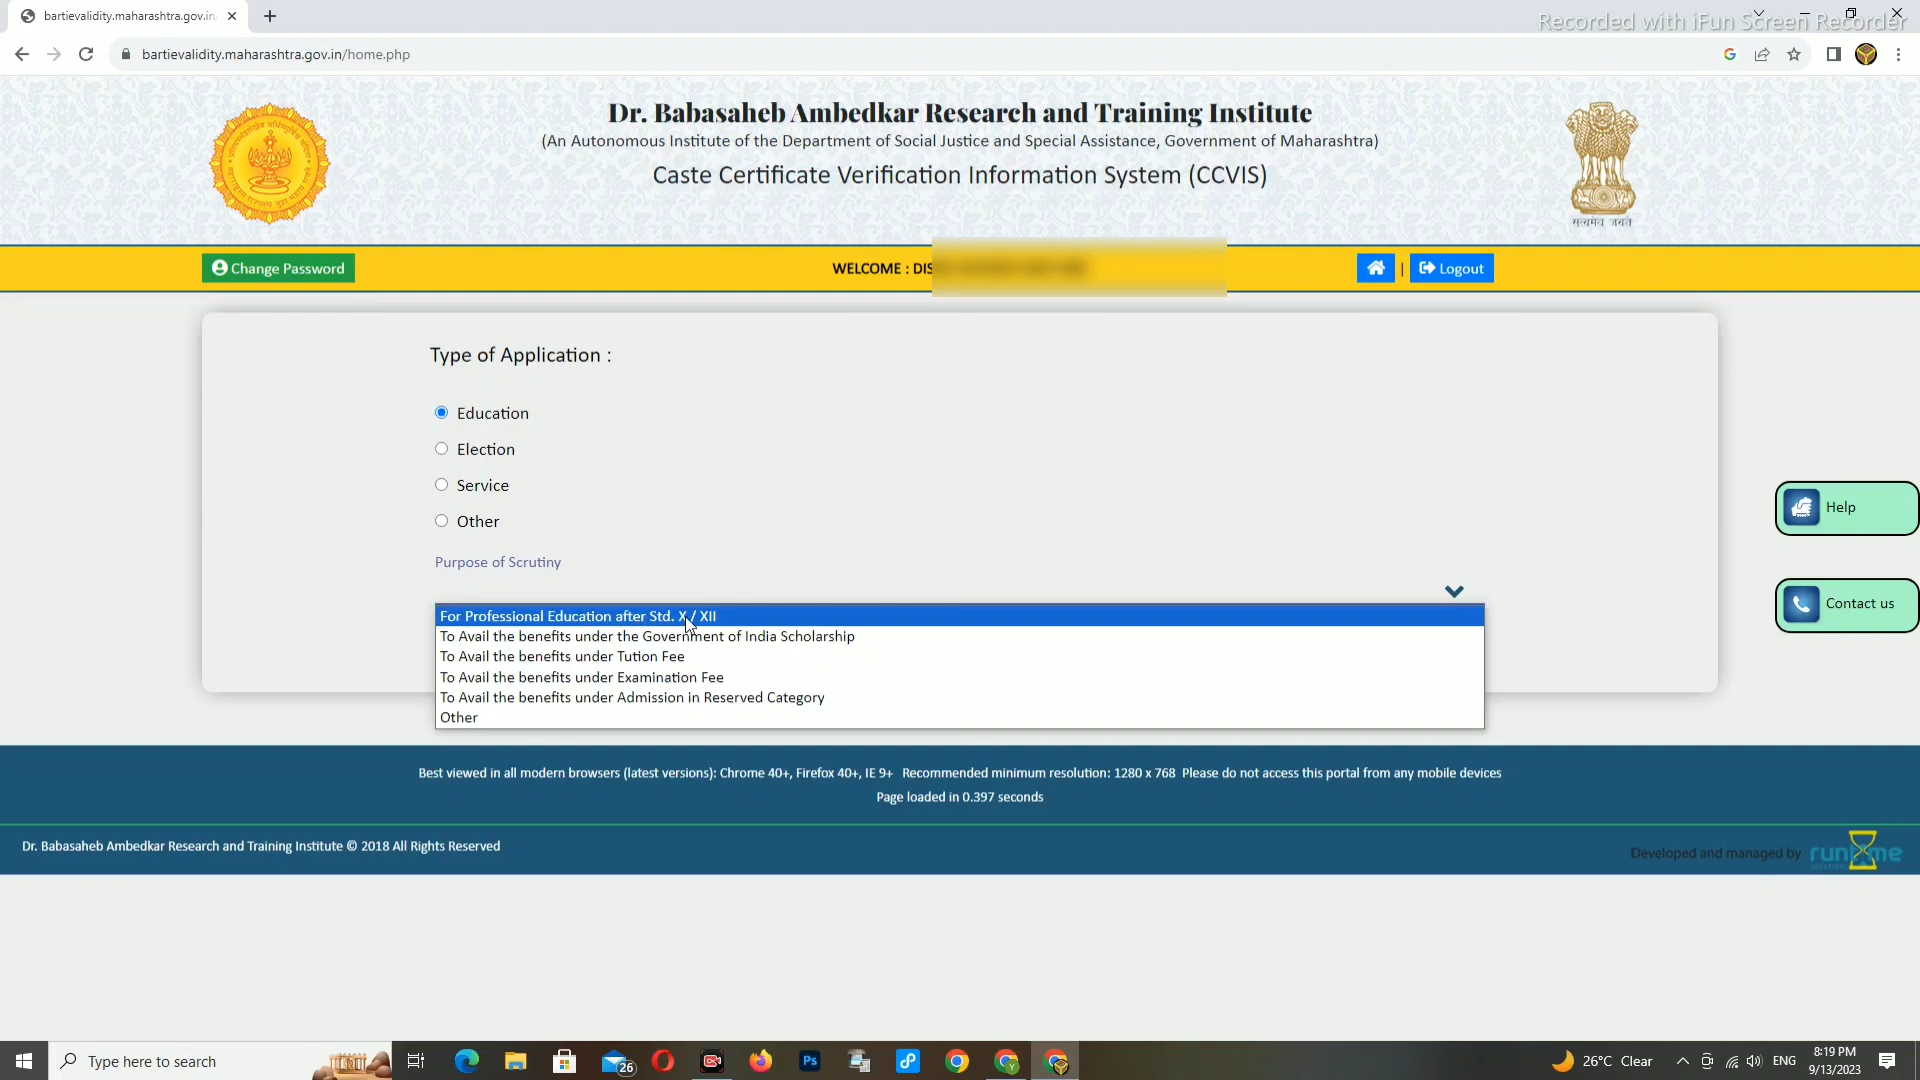 bartievalidity.maharashtra.gov.in
Recorded with iFun Screen Recorder
bartievalidity.maharashtra.gov.in/home.php
Dr. Babasaheb Ambedkar Research and Training Institute
(An Autonomous Institute of the Department of Social Justice and Special Assistance, Government of Maharashtra)
Caste Certificate Verification Information System (CCVIS)
सत्यमेव जयते
Change Password
WELCOME : DIS
| Logout
Type of Application :
Education
Election
Service
Other
Purpose of Scrutiny
For Professional Education after Std. X / XII
To Avail the benefits under the Government of India Scholarship
To Avail the benefits under Tution Fee
To Avail the benefits under Examination Fee
To Avail the benefits under Admission in Reserved Category
Other
Help
Contact us
Best viewed in all modern browsers (latest versions): Chrome 40+, Firefox 40+, IE 9+ Recommended minimum resolution: 1280 x 768 Please do not access this portal from any mobile devices
Page loaded in 0.397 seconds
Dr. Babasaheb Ambedkar Research and Training Institute © 2018 All Rights Reserved
Developed and managed by
Type here to search
26
Ps
26°C Clear
ENG
8:19 PM
9/13/2023